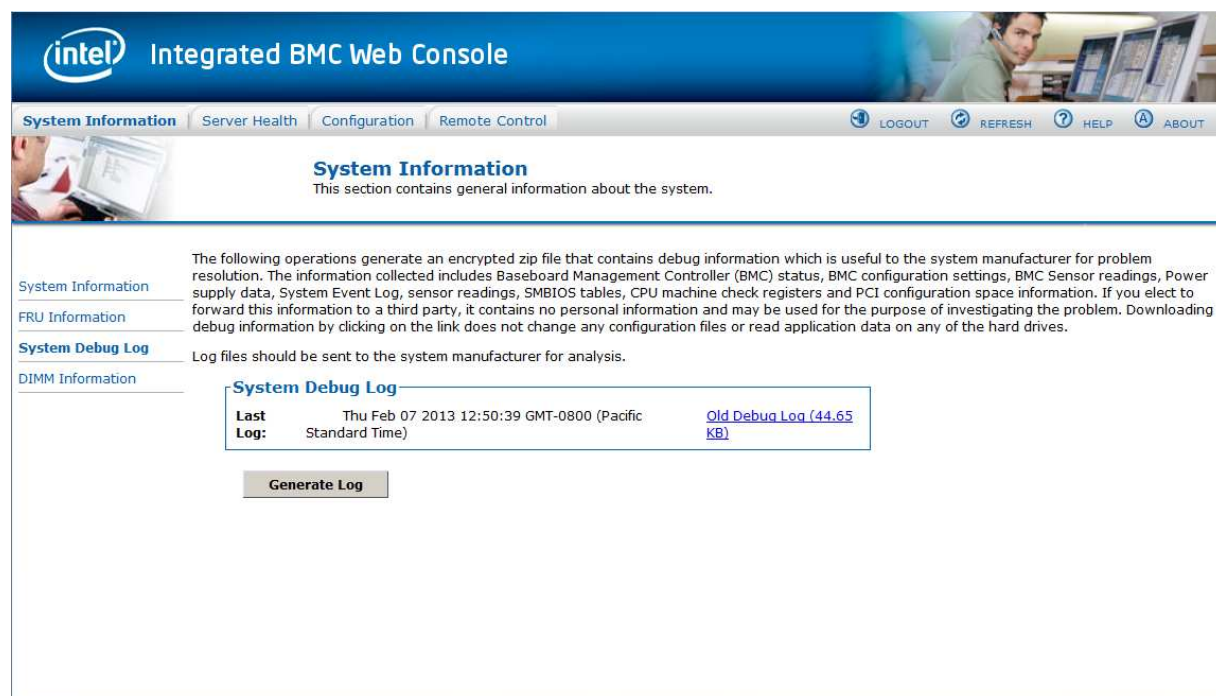 intel Integrated BMC Web Console
System Information Server Health Configuration Remote Control LOGOUT REFRESH HELP ABOUT
System Information
This section contains general information about the system.
System Information
FRU Information
System Debug Log
DIMM Information
The following operations generate an encrypted zip file that contains debug information which is useful to the system manufacturer for problem
resolution. The information collected includes Baseboard Management Controller (BMC) status, BMC configuration settings, BMC Sensor readings, Power
supply data, System Event Log, sensor readings, SMBIOS tables, CPU machine check registers and PCI configuration space information. If you elect to
forward this information to a third party, it contains no personal information and may be used for the purpose of investigating the problem. Downloading
debug information by clicking on the link does not change any configuration files or read application data on any of the hard drives.
Log files should be sent to the system manufacturer for analysis.
System Debug Log
Last Log:
Thu Feb 07 2013 12:50:39 GMT-0800 (Pacific
Standard Time)
Old Debug Log (44.65
KB)
Generate Log